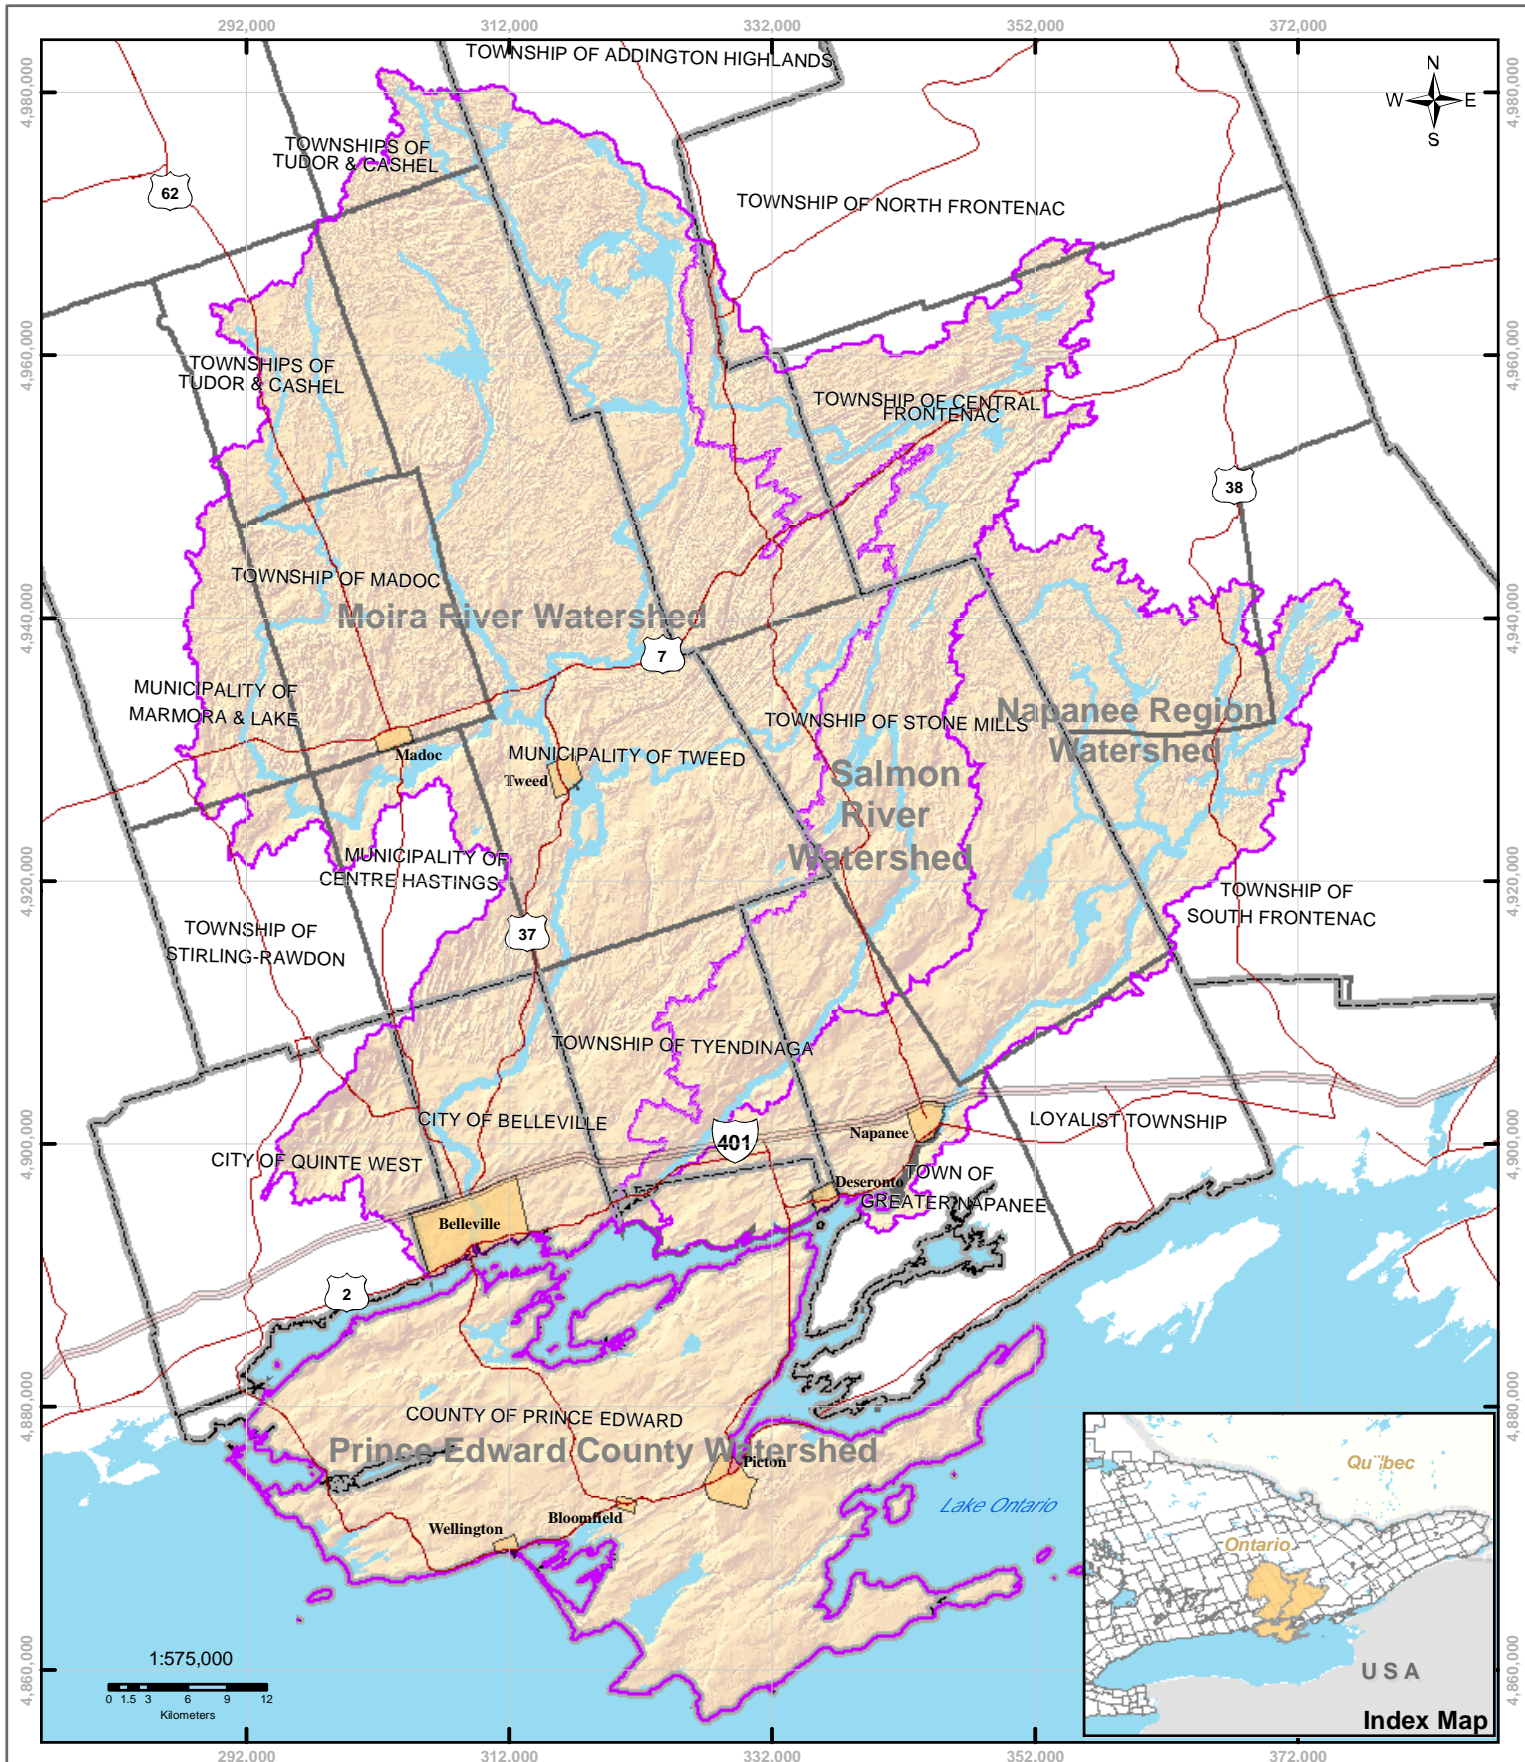 292,000
312,000
332,000
352,000
372,000
4,980,000
4,980,000
TOWNSHIP OF ADDINGTON HIGHLANDS
N
W
E
S
TOWNSHIPS OF
TUDOR & CASHEL
62
TOWNSHIP OF NORTH FRONTENAC
4,960,000
4,960,000
TOWNSHIPS OF
TUDOR & CASHEL
TOWNSHIP OF CENTRAL
FRONTENAC
38
TOWNSHIP OF MADOC
Moira River Watershed
4,940,000
4,940,000
7
MUNICIPALITY OF
MARMORA & LAKE
Madoc
MUNICIPALITY OF TWEED
Tweed
TOWNSHIP OF STONE MILLS
Napanee Region
Watershed
Salmon
River
Watershed
MUNICIPALITY OF
CENTRE HASTINGS
4,920,000
4,920,000
TOWNSHIP OF
SOUTH FRONTENAC
TOWNSHIP OF
STIRLING-RAWDON
37
TOWNSHIP OF TYENDINAGA
CITY OF BELLEVILLE
401
Napanee
LOYALIST TOWNSHIP
4,900,000
4,900,000
CITY OF QUINTE WEST
Deseronto
TOWN OF
GREATER NAPANEE
Belleville
2
4,880,000
4,880,000
COUNTY OF PRINCE EDWARD
Prince Edward County Watershed
Picton
Wellington
Bloomfield
Lake Ontario
Qu¨lbec
Ontario
USA
Index Map
1:575,000
0 1.5 3 6 9 12
Kilometers
4,860,000
4,860,000
292,000
312,000
332,000
352,000
372,000